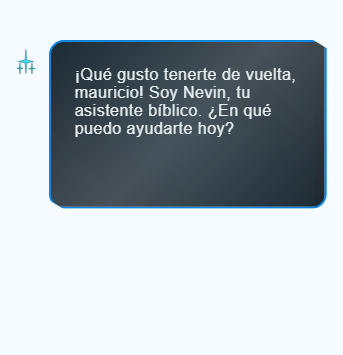 ¡Qué gusto tenerte de vuelta,
mauricio! Soy Nevin, tu
asistente bíblico. ¿En qué
puedo ayudarte hoy?